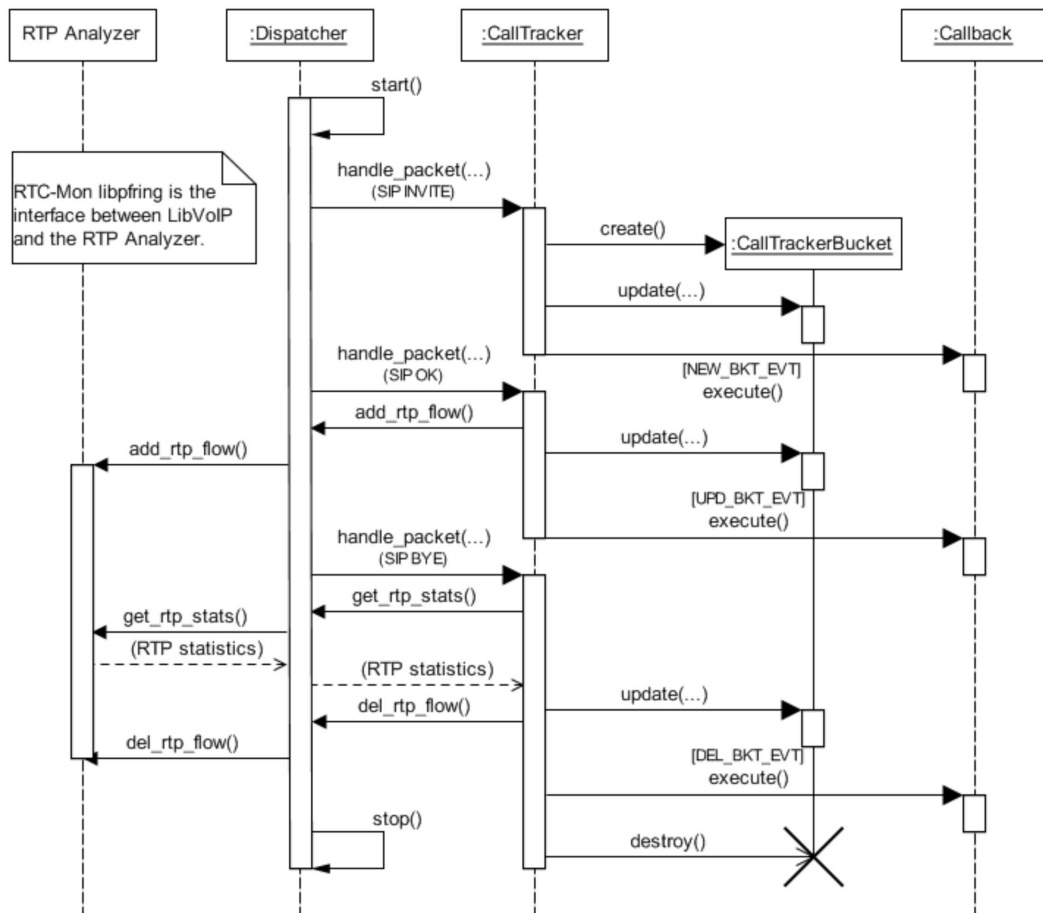 RTP Analyzer
:Dispatcher
:CallTracker
:Callback
start()
RTC-Mon libpfring is the
interface between LibVoIP
and the RTP Analyzer.
handle_packet(...)
(SIP INVITE)
create()
:CallTrackerBucket
update(...)
handle_packet(...)
(SIP OK)
[NEW_BKT_EVT]
execute()
add_rtp_flow()
update(...)
add_rtp_flow()
[UPD_BKT_EVT]
execute()
handle_packet(...)
(SIP BYE)
get_rtp_stats()
get_rtp_stats()
(RTP statistics)
(RTP statistics)
update(...)
del_rtp_flow()
del_rtp_flow()
[DEL_BKT_EVT]
execute()
stop()
destroy()